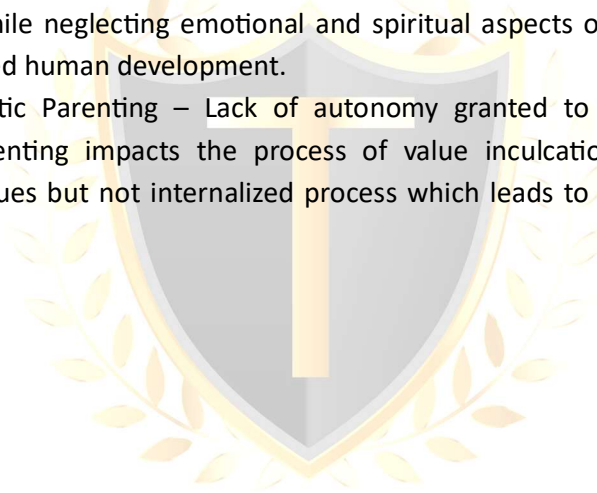 ile neglecting emotional and spiritual aspects o
d human development.
tic Parenting – Lack of autonomy granted to
enting impacts the process of value inculcatio
ues but not internalized process which leads to
T